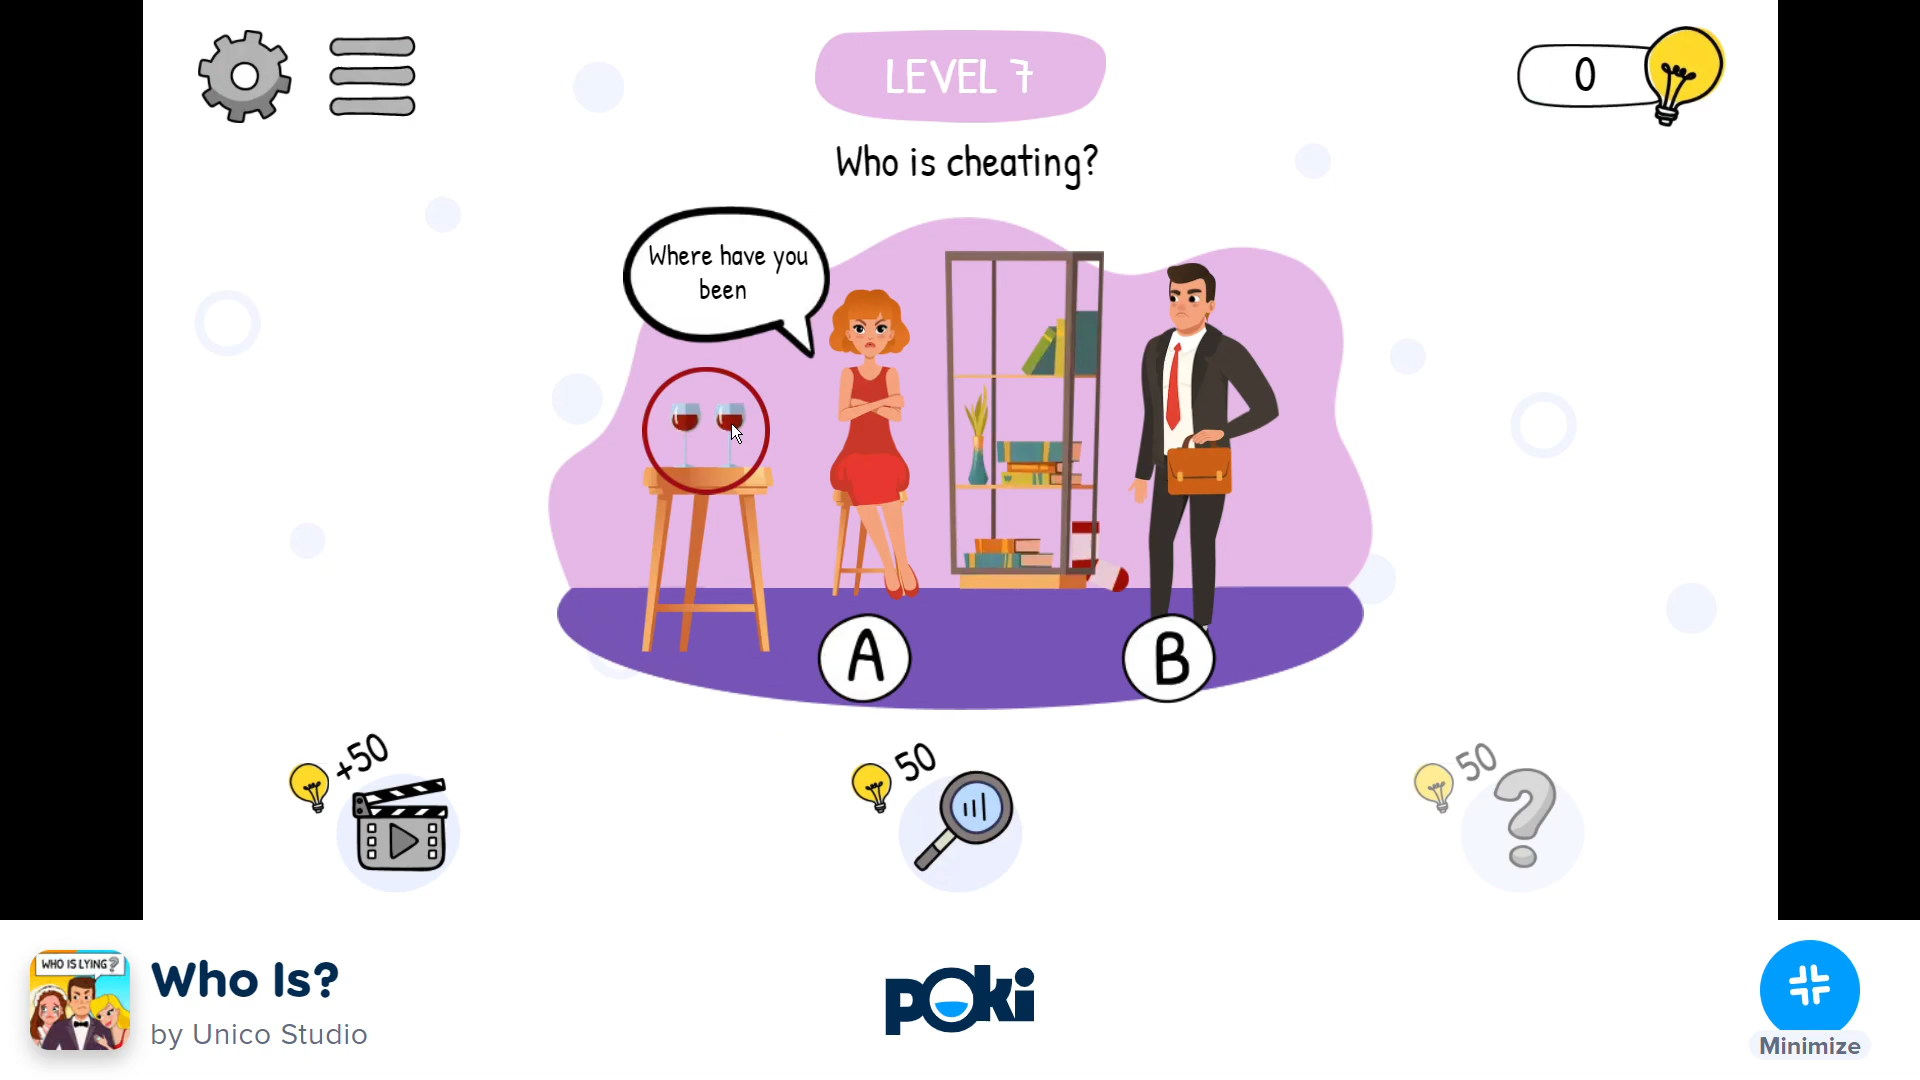 LEVEL 7
0
Who is cheating?
Where have you
been
A
B
+50
50
50
WHO IS LYING?
Who Is?
by Unico Studio
POKi
Minimize